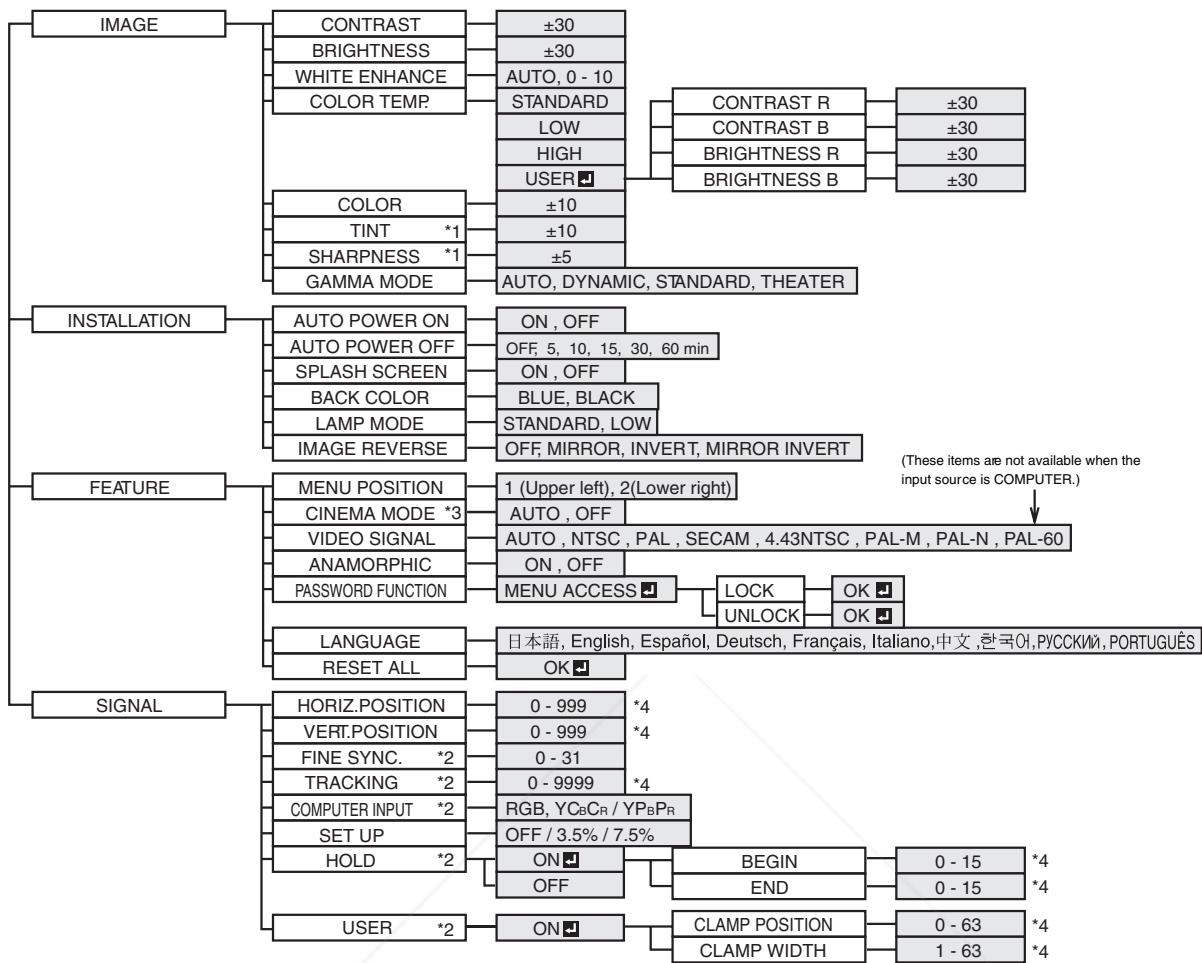 IMAGE CONTRAST ±30
BRIGHTNESS ±30
WHITE ENHANCE AUTO, 0 - 10
COLOR TEMP. STANDARD CONTRAST R ±30
LOW CONTRAST B ±30
HIGH BRIGHTNESS R ±30
USER BRIGHTNESS B ±30
COLOR ±10
TINT *1 ±10
SHARPNESS *1 ±5
GAMMA MODE AUTO, DYNAMIC, STANDARD, THEATER
INSTALLATION AUTO POWER ON ON , OFF
AUTO POWER OFF OFF, 5, 10, 15, 30, 60 min
SPLASH SCREEN ON , OFF
BACK COLOR BLUE, BLACK
LAMP MODE STANDARD, LOW
IMAGE REVERSE OFF, MIRROR, INVERT, MIRROR INVERT
(These items are not available when the
input source is COMPUTER.)
FEATURE MENU POSITION 1 (Upper left), 2(Lower right)
CINEMA MODE *3 AUTO , OFF
VIDEO SIGNAL AUTO , NTSC , PAL , SECAM , 4.43NTSC , PAL-M , PAL-N , PAL-60
ANAMORPHIC ON , OFF
PASSWORD FUNCTION MENU ACCESS LOCK OK
UNLOCK OK
LANGUAGE 日本語, English, Español, Deutsch, Français, Italiano,中文 ,한국어,РУССКИЙ, PORTUGUÊS
RESET ALL OK
SIGNAL HORIZ.POSITION 0 - 999 *4
VERT.POSITION 0 - 999 *4
FINE SYNC. *2 0 - 31
TRACKING *2 0 - 9999 *4
COMPUTER INPUT *2 RGB, YCBCR / YPBPR
SET UP OFF / 3.5% / 7.5%
HOLD *2 ON BEGIN 0 - 15 *4
OFF END 0 - 15 *4
USER *2 ON CLAMP POSITION 0 - 63 *4
CLAMP WIDTH 1 - 63 *4